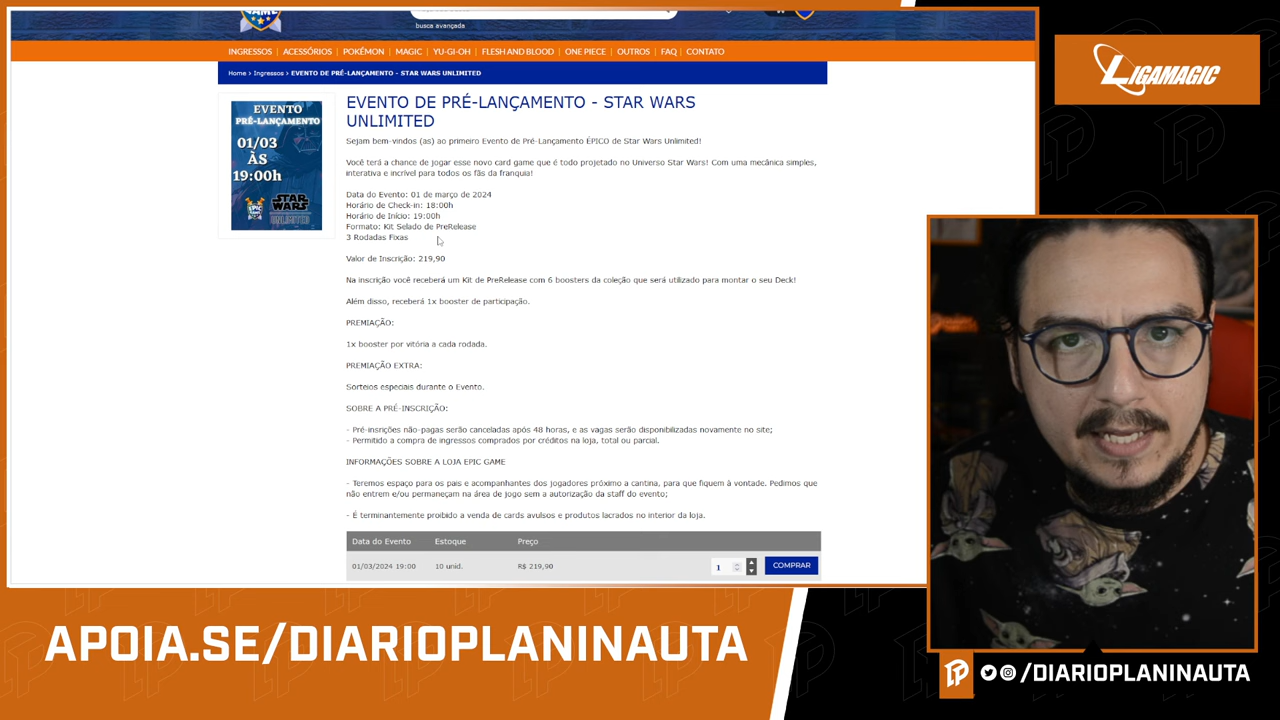 GAME
busca avançada
INGRESSOS | ACESSÓRIOS | POKÉMON | MAGIC | YU-GI-OH | FLESH AND BLOOD | ONE PIECE | OUTROS | FAQ | CONTATO
Home > Ingressos > EVENTO DE PRÉ-LANÇAMENTO - STAR WARS UNLIMITED
EVENTO
PRÉ-LANÇAMENTO
01/03
ÀS
19:00h
EPIC
GAME
STAR
WARS
UNLIMITED
EVENTO DE PRÉ-LANÇAMENTO - STAR WARS
UNLIMITED
Sejam bem-vindos (as) ao primeiro Evento de Pré-Lançamento ÉPICO de Star Wars Unlimited!
Você terá a chance de jogar esse novo card game que é todo projetado no Universo Star Wars! Com uma mecânica simples,
interativa e incrível para todos os fãs da franquia!
Data do Evento: 01 de março de 2024
Horário de Check-in: 18:00h
Horário de Início: 19:00h
Formato: Kit Selado de PreRelease
3 Rodadas Fixas
Valor de Inscrição: 219,90
Na inscrição você receberá um Kit de PreRelease com 6 boosters da coleção que será utilizado para montar o seu Deck!
Além disso, receberá 1x booster de participação.
PREMIAÇÃO:
1x booster por vitória a cada rodada.
PREMIAÇÃO EXTRA:
Sorteios especiais durante o Evento.
SOBRE A PRÉ-INSCRIÇÃO:
- Pré-insrições não-pagas serão canceladas após 48 horas, e as vagas serão disponibilizadas novamente no site;
- Permitido a compra de ingressos comprados por créditos na loja, total ou parcial.
INFORMAÇÕES SOBRE A LOJA EPIC GAME
- Teremos espaço para os pais e acompanhantes dos jogadores próximo a cantina, para que fiquem à vontade. Pedimos que
não entrem e/ou permaneçam na área de jogo sem a autorização da staff do evento;
- É terminantemente proibido a venda de cards avulsos e produtos lacrados no interior da loja.
Data do Evento Estoque Preço
01/03/2024 19:00 10 unid. R$ 219,90 1 COMPRAR
LIGAMAGIC
APOIA.SE/DIARIOPLANINAUTA
/DIARIOPLANINAUTA